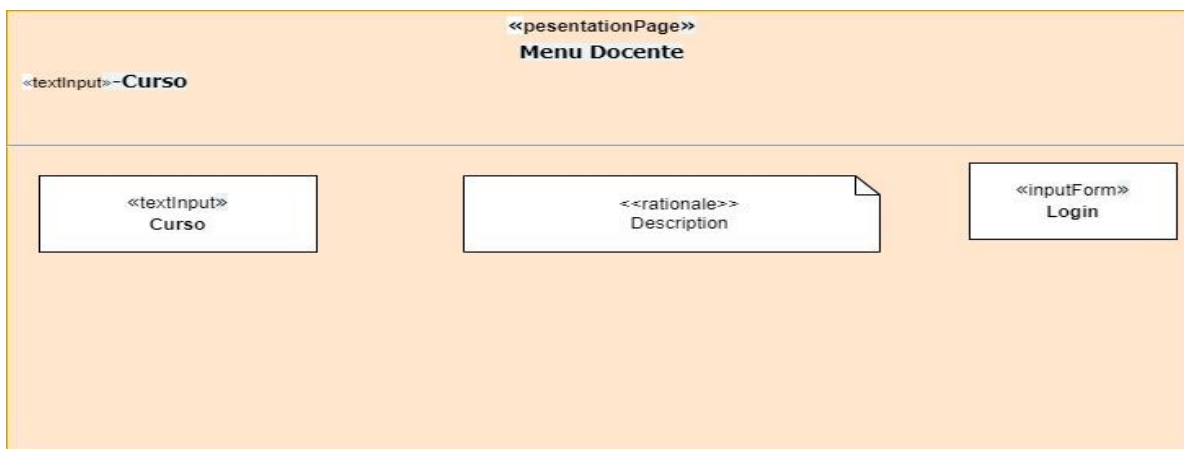 «pesentationPage»
Menu Docente
«textInput»-Curso
«textInput»
Curso
<<rationale>>
Description
«inputForm»
Login